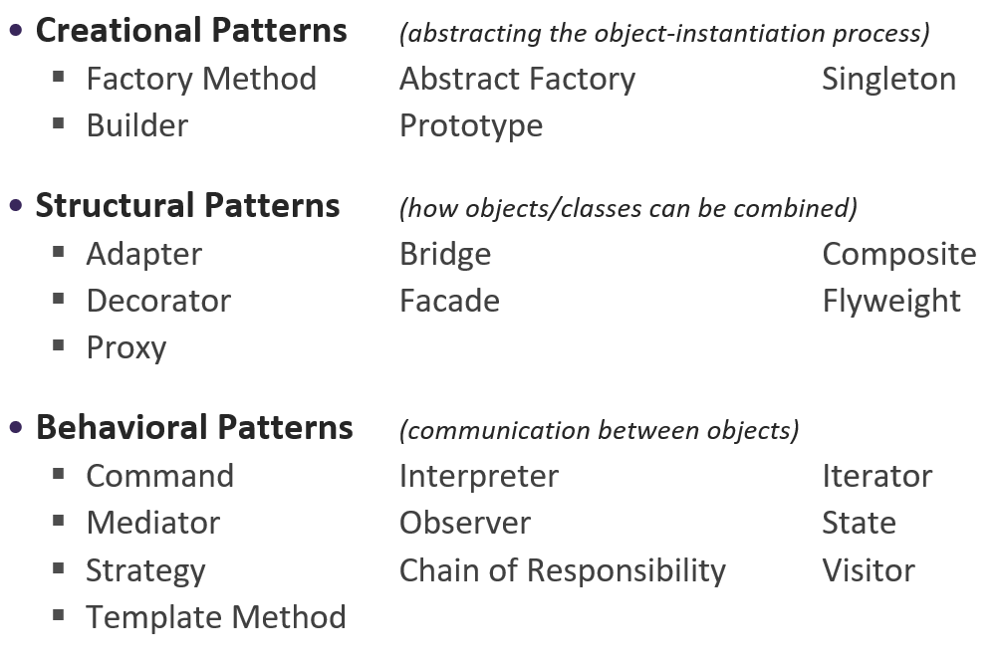 • Creational Patterns (abstracting the object-instantiation process)
▪ Factory Method Abstract Factory Singleton
▪ Builder Prototype
• Structural Patterns (how objects/classes can be combined)
▪ Adapter Bridge Composite
▪ Decorator Facade Flyweight
▪ Proxy
• Behavioral Patterns (communication between objects)
▪ Command Interpreter Iterator
▪ Mediator Observer State
▪ Strategy Chain of Responsibility Visitor
▪ Template Method